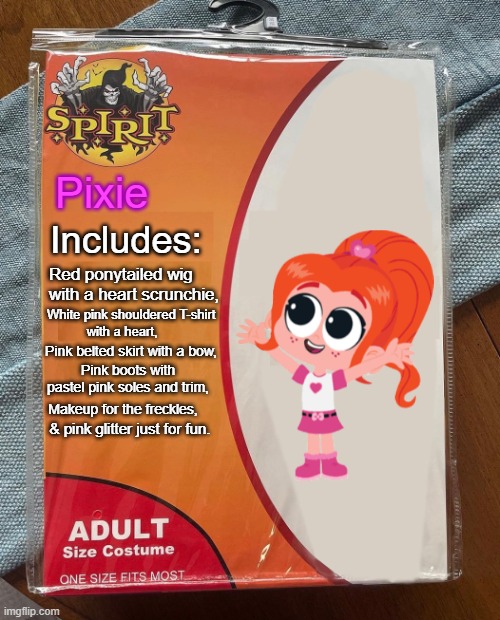 SPIRIT
Pixie
Includes:
Red ponytailed wig
with a heart scrunchie,
White pink shouldered T-shirt
with a heart,
Pink belted skirt with a bow,
Pink boots with
pastel pink soles and trim,
Makeup for the freckles,
& pink glitter just for fun.
ADULT
Size Costume
ONE SIZE FITS MOST
imgflip.com